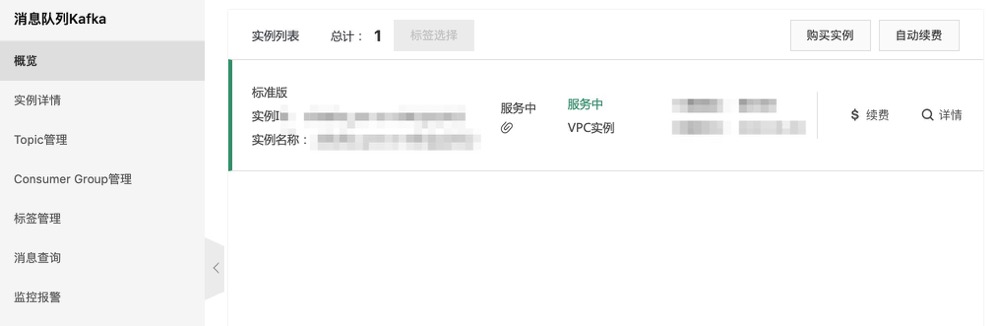 消息队列Kafka
概览
实例详情
Topic管理
Consumer Group管理
标签管理
消息查询
监控报警
实例列表 总计： 1 标签选择 购买实例 自动续费
标准版
实例I
实例名称：
服务中
服务中
VPC实例
$ 续费 详情